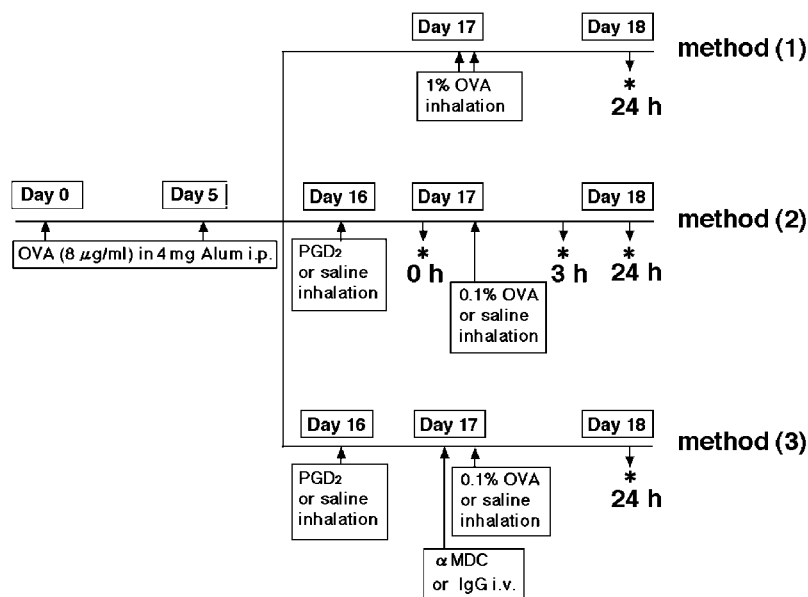 Day 17
Day 18
method (1)
1% OVA
inhalation
*
24 h
Day 0
Day 5
Day 16
Day 17
Day 18
method (2)
OVA (8 μg/ml) in 4 mg Alum i.p.
PGD2
or saline
inhalation
*
0 h
0.1% OVA
or saline
inhalation
*
3 h
*
24 h
Day 16
Day 17
Day 18
method (3)
PGD2
or saline
inhalation
0.1% OVA
or saline
inhalation
*
24 h
α MDC
or IgG i.v.